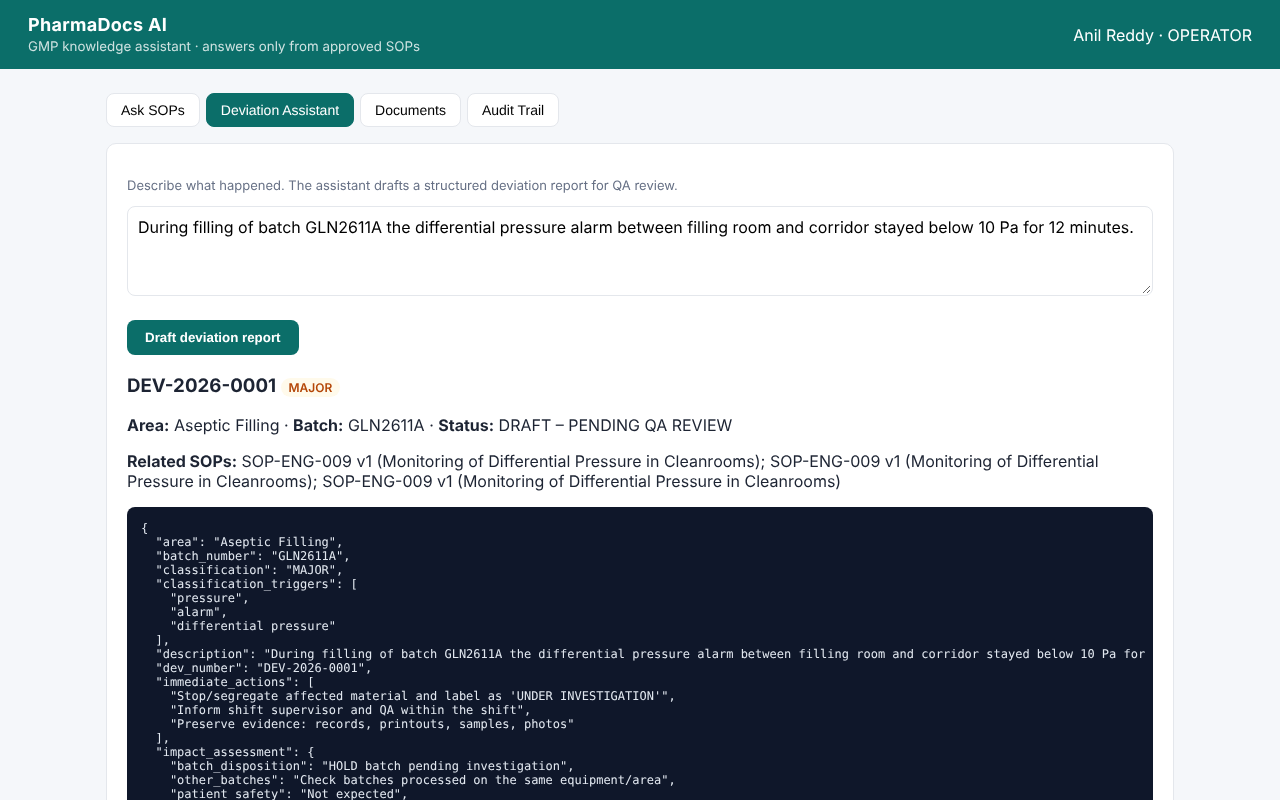 PharmaDocs AI
GMP knowledge assistant · answers only from approved SOPs
Anil Reddy · OPERATOR
Ask SOPs
Deviation Assistant
Documents
Audit Trail
Describe what happened. The assistant drafts a structured deviation report for QA review.
During filling of batch GLN2611A the differential pressure alarm between filling room and corridor stayed below 10 Pa for 12 minutes.
Draft deviation report
DEV-2026-0001 MAJOR
Area: Aseptic Filling · Batch: GLN2611A · Status: DRAFT – PENDING QA REVIEW
Related SOPs: SOP-ENG-009 v1 (Monitoring of Differential Pressure in Cleanrooms); SOP-ENG-009 v1 (Monitoring of Differential
Pressure in Cleanrooms); SOP-ENG-009 v1 (Monitoring of Differential Pressure in Cleanrooms)
{
  "area": "Aseptic Filling",
  "batch_number": "GLN2611A",
  "classification": "MAJOR",
  "classification_triggers": [
    "pressure",
    "alarm",
    "differential pressure"
  ],
  "description": "During filling of batch GLN2611A the differential pressure alarm between filling room and corridor stayed below 10 Pa for
  "dev_number": "DEV-2026-0001",
  "immediate_actions": [
    "Stop/segregate affected material and label as 'UNDER INVESTIGATION'",
    "Inform shift supervisor and QA within the shift",
    "Preserve evidence: records, printouts, samples, photos"
  ],
  "impact_assessment": {
    "batch_disposition": "HOLD batch pending investigation",
    "other_batches": "Check batches processed on the same equipment/area",
    "patient_safety": "Not expected",